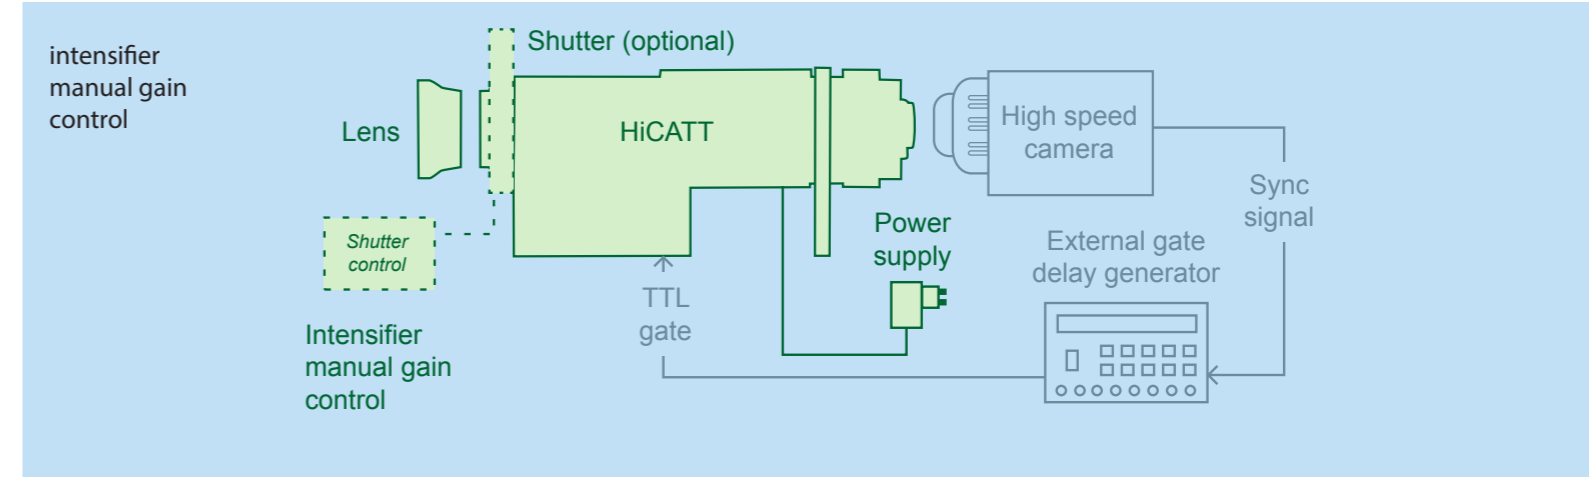 intensifier
manual gain
control
Shutter (optional)
Lens
HiCATT
High speed
camera
Sync
signal
Shutter
control
Power
supply
External gate
delay generator
TTL
gate
Intensifier
manual gain
control